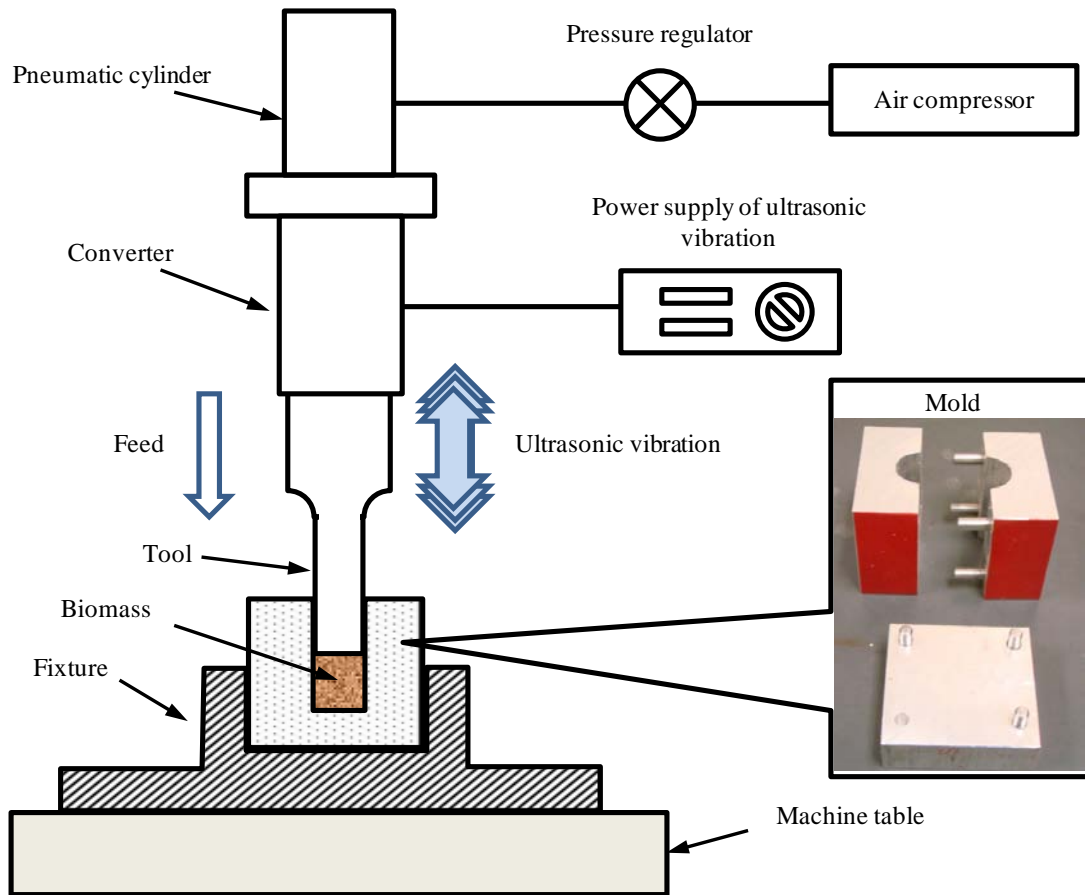 Pressure regulator
Pneumatic cylinder
Air compressor
Power supply of ultrasonic
vibration
Converter
Mold
Feed
Ultrasonic vibration
Tool
Biomass
Fixture
Machine table